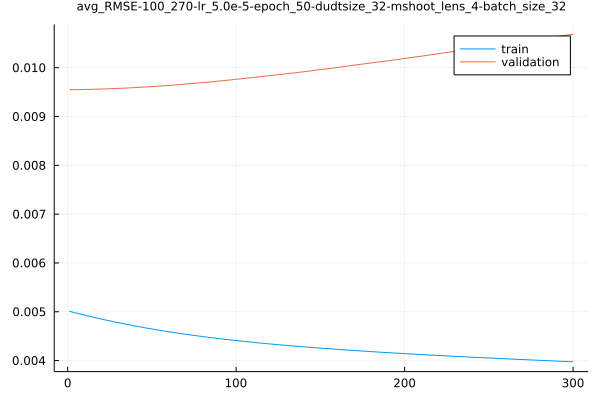 avg_RMSE-100_270-lr_5.0e-5-epoch_50-dudtsize_32-mshoot_lens_4-batch_size_32
train
validation
0.010
0.009
0.008
0.007
0.006
0.005
0.004
0 100 200 300